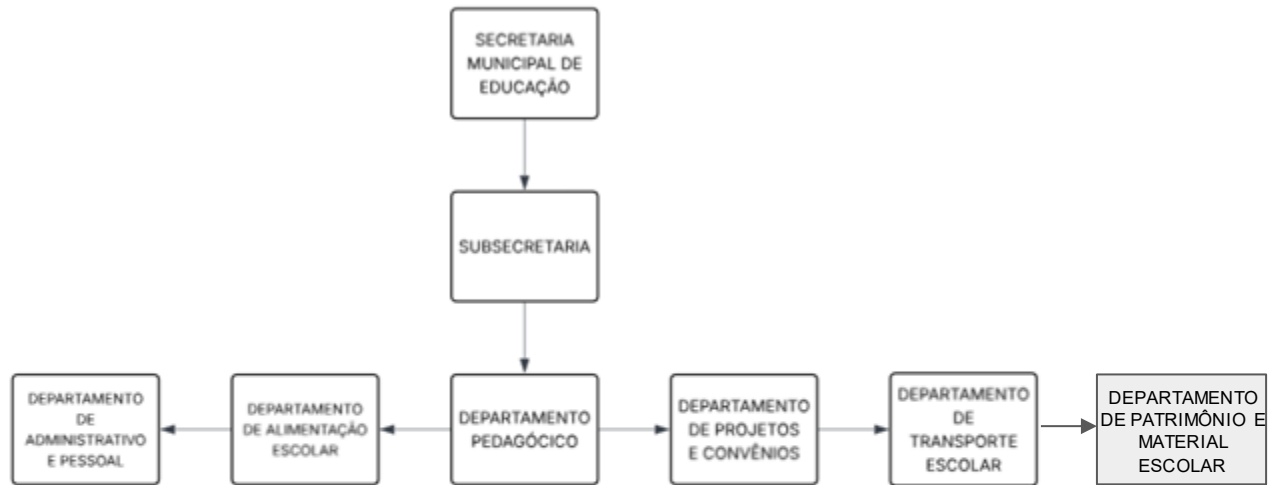 SECRETARIA
MUNICIPAL DE
EDUCAÇÃO
SUBSECRETARIA
DEPARTAMENTO
DE
ADMINISTRATIVO
E PESSOAL
DEPARTAMENTO
DE ALIMENTAÇÃO
ESCOLAR
DEPARTAMENTO
PEDAGÓCICO
DEPARTAMENTO
DE PROJETOS
E CONVÊNIOS
DEPARTAMENTO
DE
TRANSPORTE
ESCOLAR
DEPARTAMENTO
DE PATRIMÔNIO E
MATERIAL
ESCOLAR